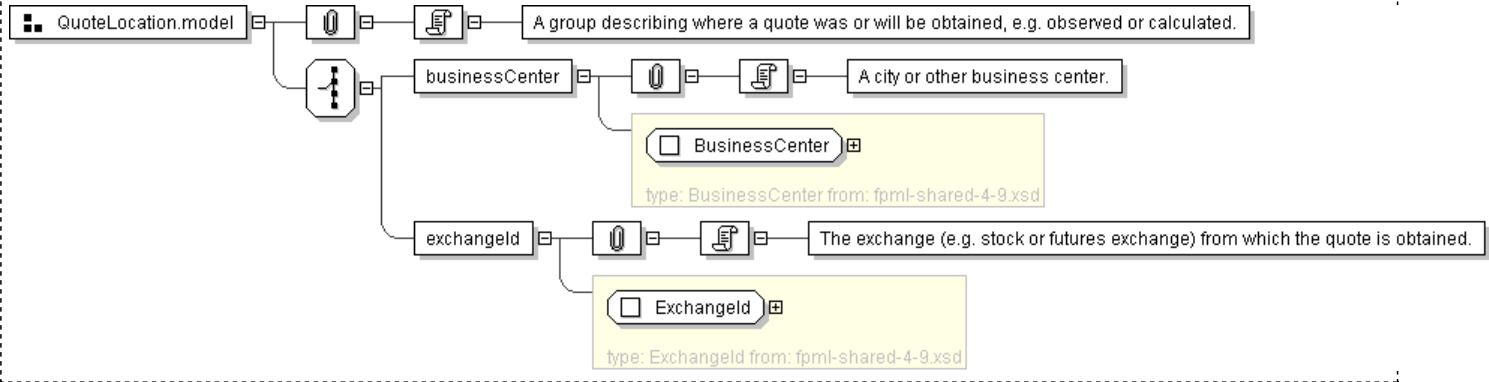 QuoteLocation.model
A group describing where a quote was or will be obtained, e.g. observed or calculated.
businessCenter
A city or other business center.
BusinessCenter
type: BusinessCenter from: fpml-shared-4-9.xsd
exchangeId
The exchange (e.g. stock or futures exchange) from which the quote is obtained.
ExchangeId
type: ExchangeId from: fpml-shared-4-9.xsd